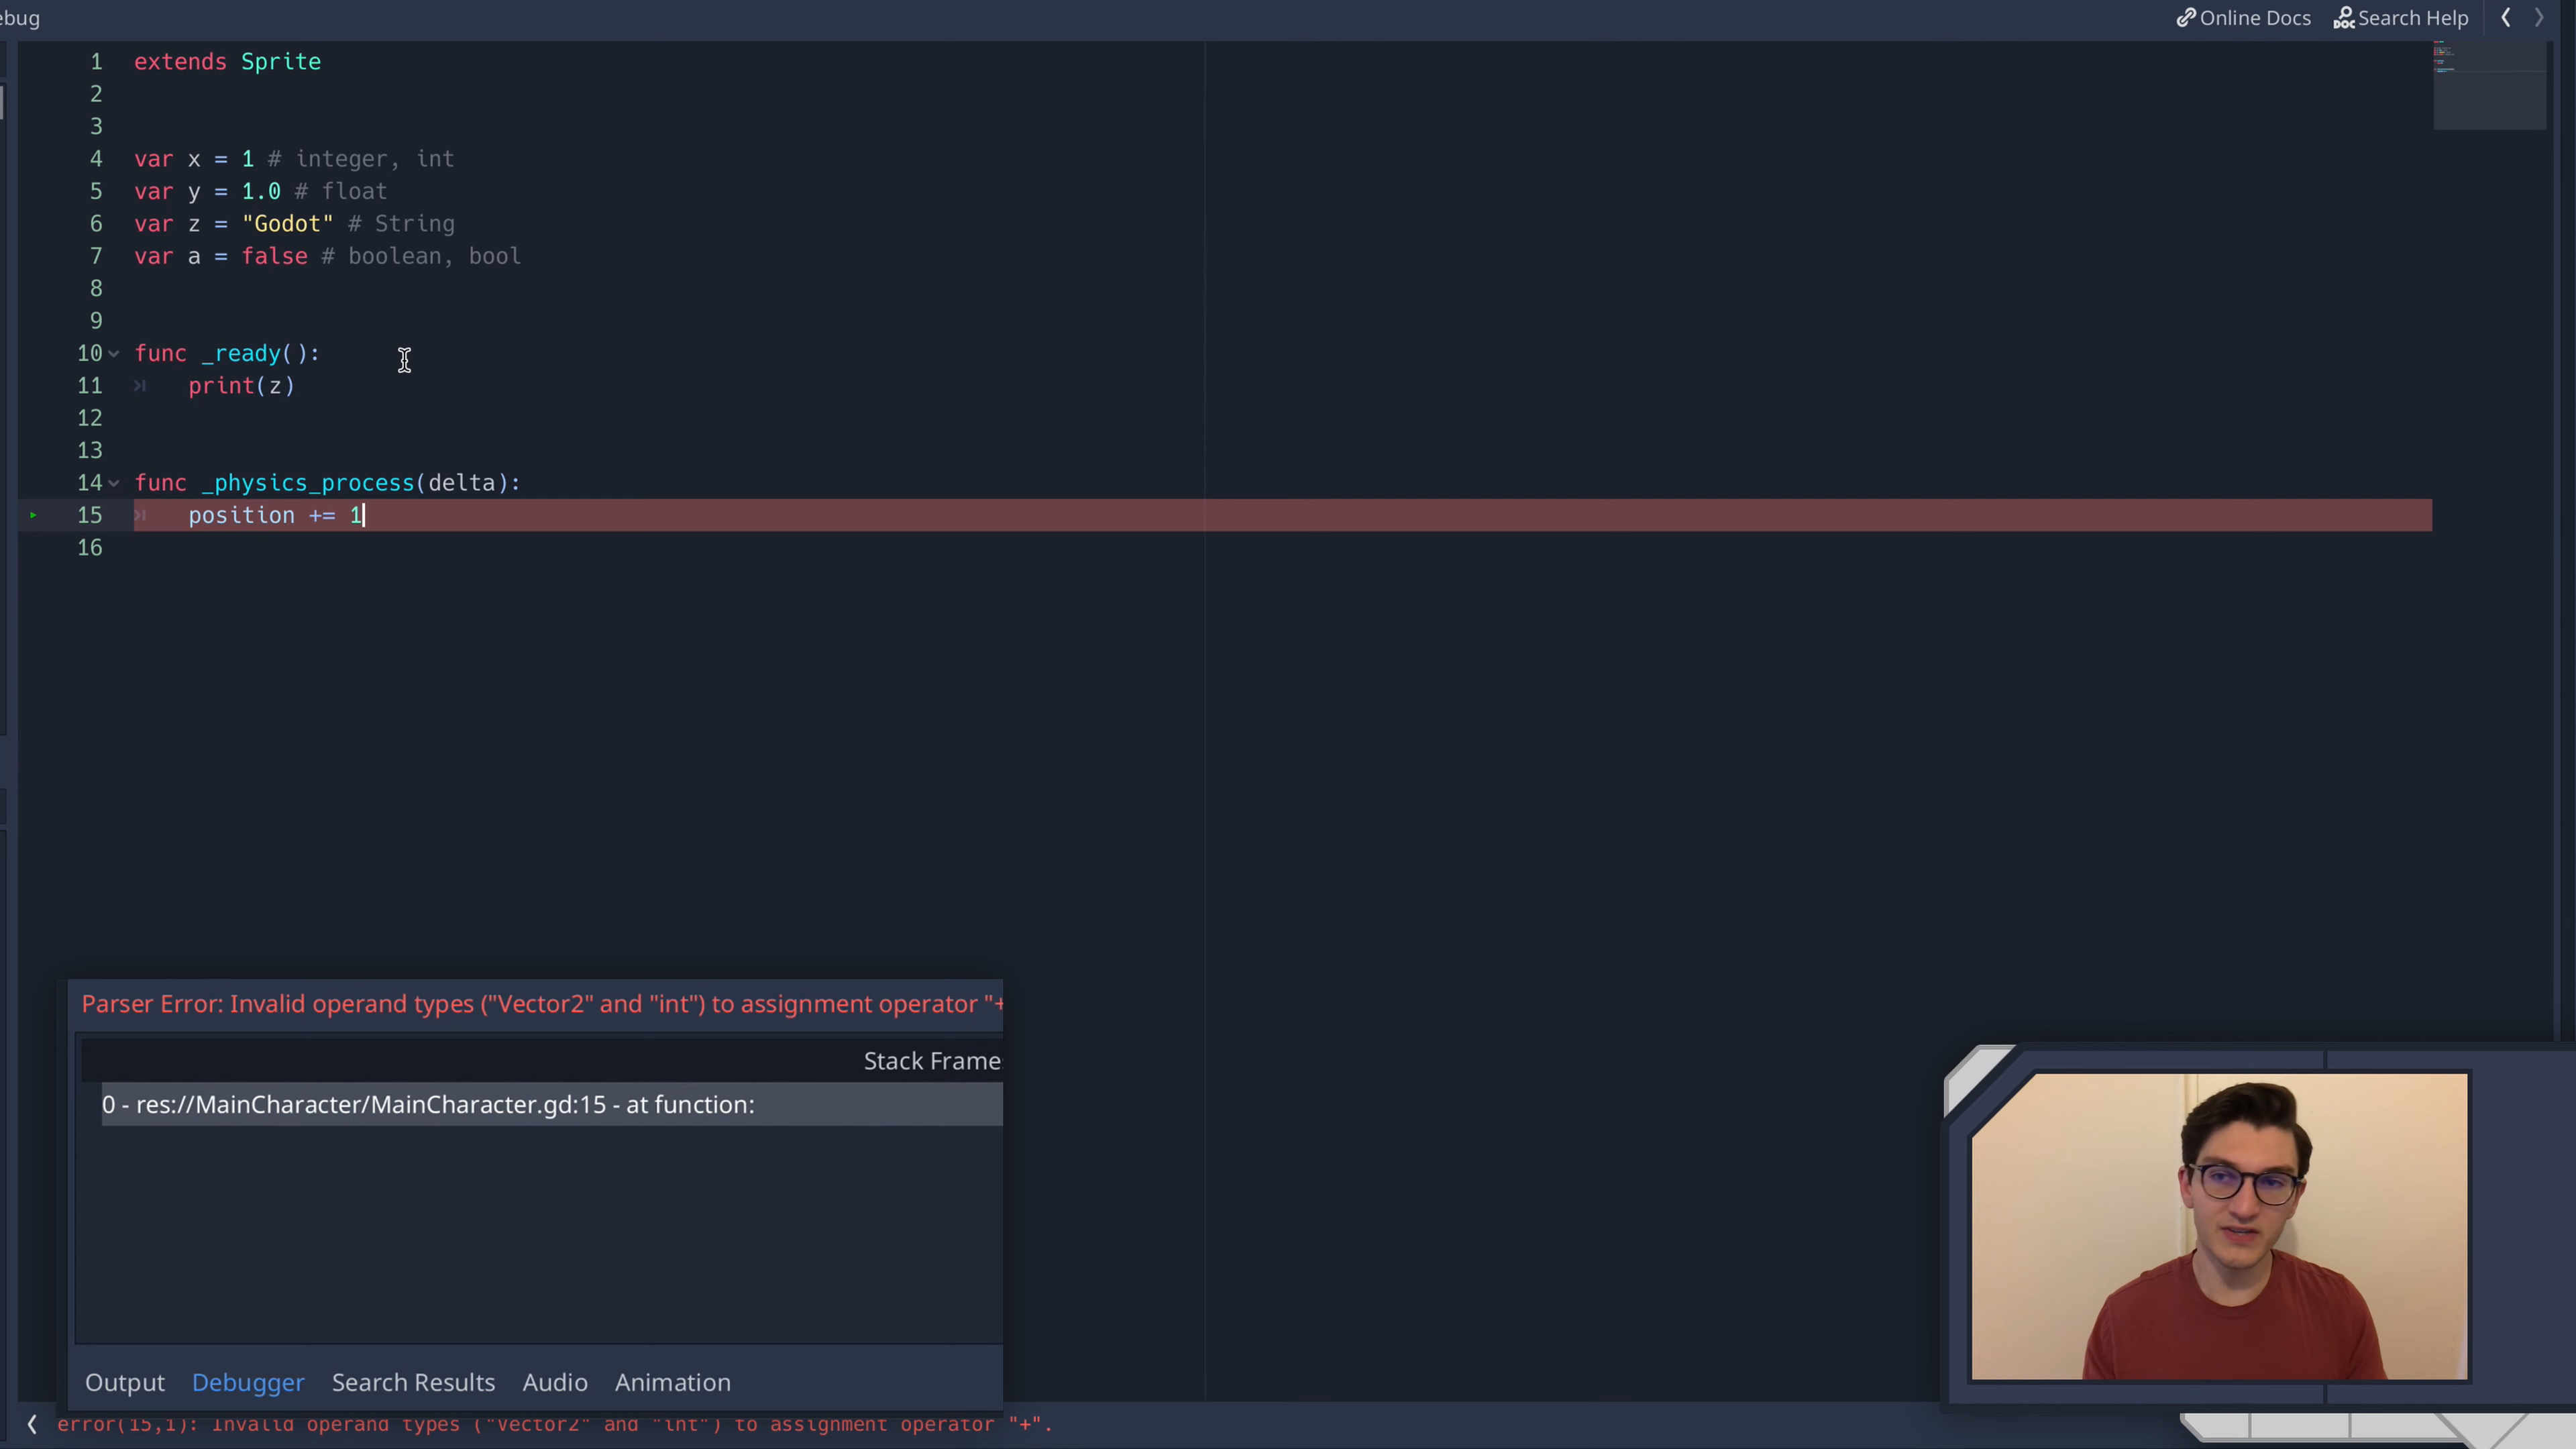 ebug
Online Docs
Search Help
1 extends Sprite
2
3
4 var x = 1 # integer, int
5 var y = 1.0 # float
6 var z = "Godot" # String
7 var a = false # boolean, bool
8
9
10 func _ready():
11 print(z)
12
13
14 func _physics_process(delta):
15 position += 1
16
Parser Error: Invalid operand types ("Vector2" and "int") to assignment operator "+
Stack Frame
0 - res://MainCharacter/MainCharacter.gd:15 - at function:
Output Debugger Search Results Audio Animation
error(15,1): Invalid operand types ("Vector2" and "int") to assignment operator "+".